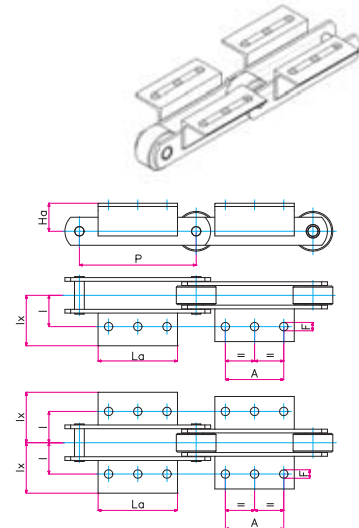 Ha
P
lx
l
F
La
= =
A
lx
l
lx
l
F
La
= =
A